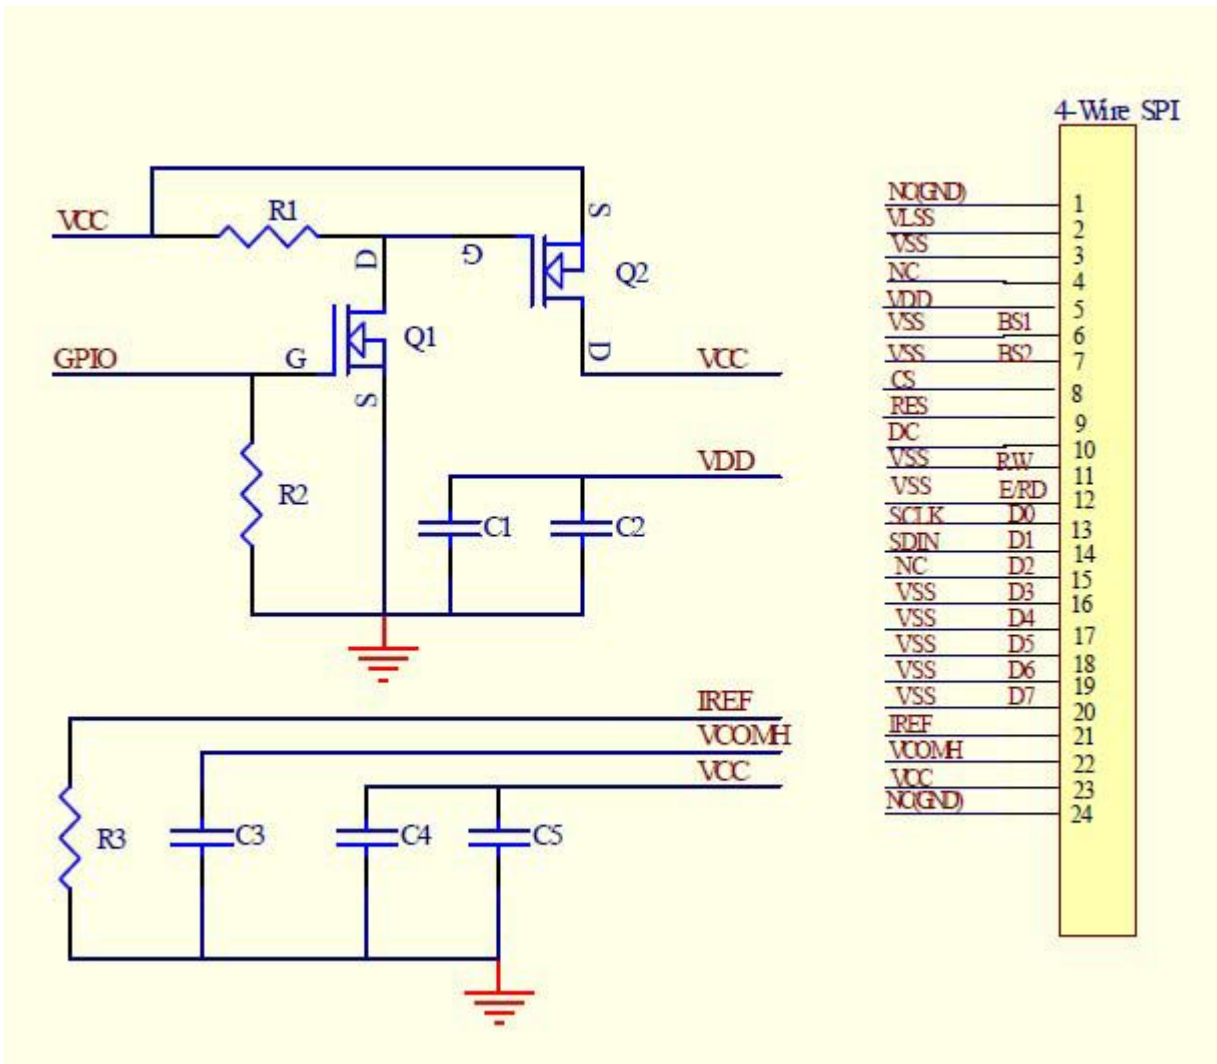 4-Wire SPI
VCC
R1
D
G
S
Q2
D
VCC
GPIO
G
Q1
S
R2
VDD
C1
C2
IREF
VCOMH
VCC
R3
C3
C4
C5
NC(GND) 1
VLSS 2
VSS 3
NC 4
VDD 5
VSS BS1 6
VSS BS2 7
CS 8
RES 9
DC 10
VSS RW 11
VSS E/RD 12
SCLK D0 13
SDIN D1 14
NC D2 15
VSS D3 16
VSS D4 17
VSS D5 18
VSS D6 19
VSS D7 20
IREF 21
VCOMH 22
VCC 23
NC(GND) 24